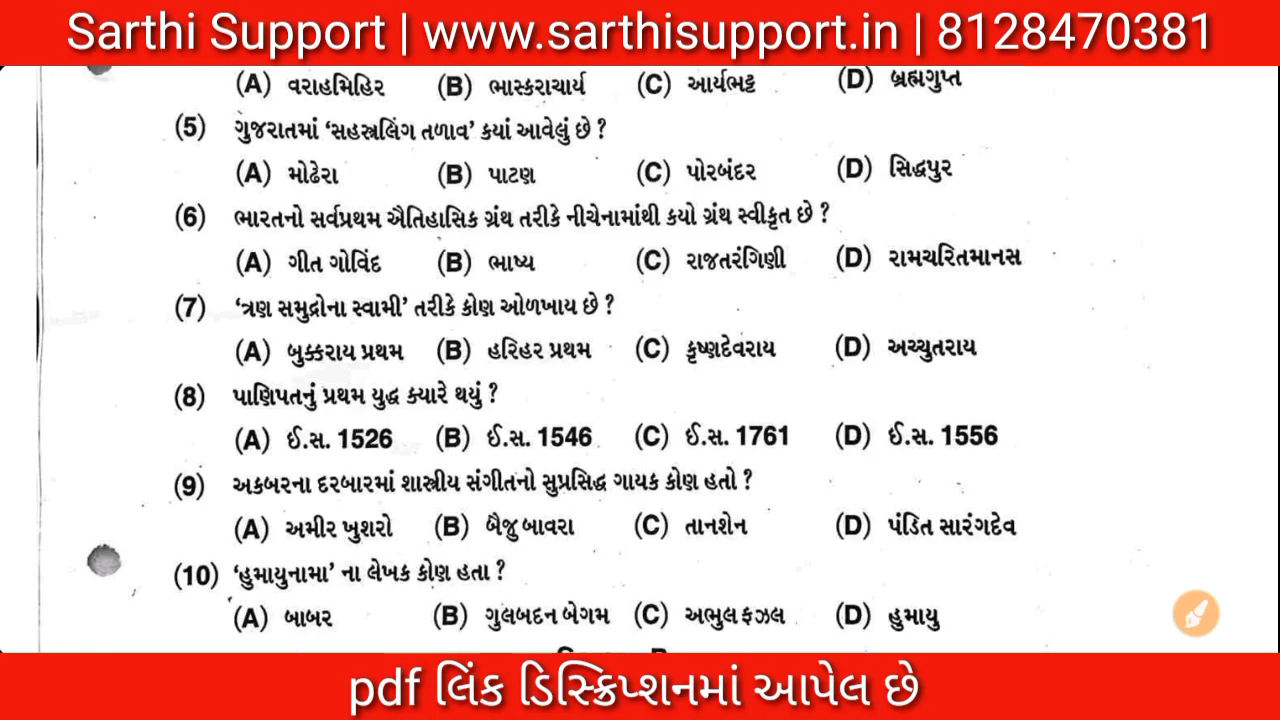 Sarthi Support | www.sarthisupport.in | 8128470381
(A) વરાહમિહિર (B) ભાસ્કરાચાર્ય (C) આર્યભટ્ટ (D) બ્રહ્મગુપ્ત
(5) ગુજરાતમાં ‘સહસ્ત્રલિંગ તળાવ’ કયાં આવેલું છે ?
(A) મોઢેરા (B) પાટણ (C) પોરબંદર (D) સિદ્ધપુર
(6) ભારતનો સર્વપ્રથમ ઐતિહાસિક ગ્રંથ તરીકે નીચેનામાંથી કયો ગ્રંથ સ્વીકૃત છે ?
(A) ગીત ગોવિંદ (B) ભાષ્ય (C) રાજતરંગિણી (D) રામચરિતમાનસ
(7) ‘ત્રણ સમુદ્રોના સ્વામી’ તરીકે કોણ ઓળખાય છે ?
(A) બુક્કરાય પ્રથમ (B) હરિહર પ્રથમ (C) કૃષ્ણદેવરાય (D) અચ્યુતરાય
(8) પાણિપતનું પ્રથમ યુદ્ધ ક્યારે થયું ?
(A) ઈ.સ. 1526 (B) ઈ.સ. 1546 (C) ઈ.સ. 1761 (D) ઈ.સ. 1556
(9) અકબરના દરબારમાં શાસ્ત્રીય સંગીતનો સુપ્રસિદ્ધ ગાયક કોણ હતો ?
(A) અમીર ખુશરો (B) બૈજુ બાવરા (C) તાનશેન (D) પંડિત સારંગદેવ
(10) ‘હુમાયુનામા’ ના લેખક કોણ હતા ?
(A) બાબર (B) ગુલબદન બેગમ (C) અભુલ ફઝલ (D) હુમાયુ
pdf લિંક ડિસ્ક્રિપ્શનમાં આપેલ છે